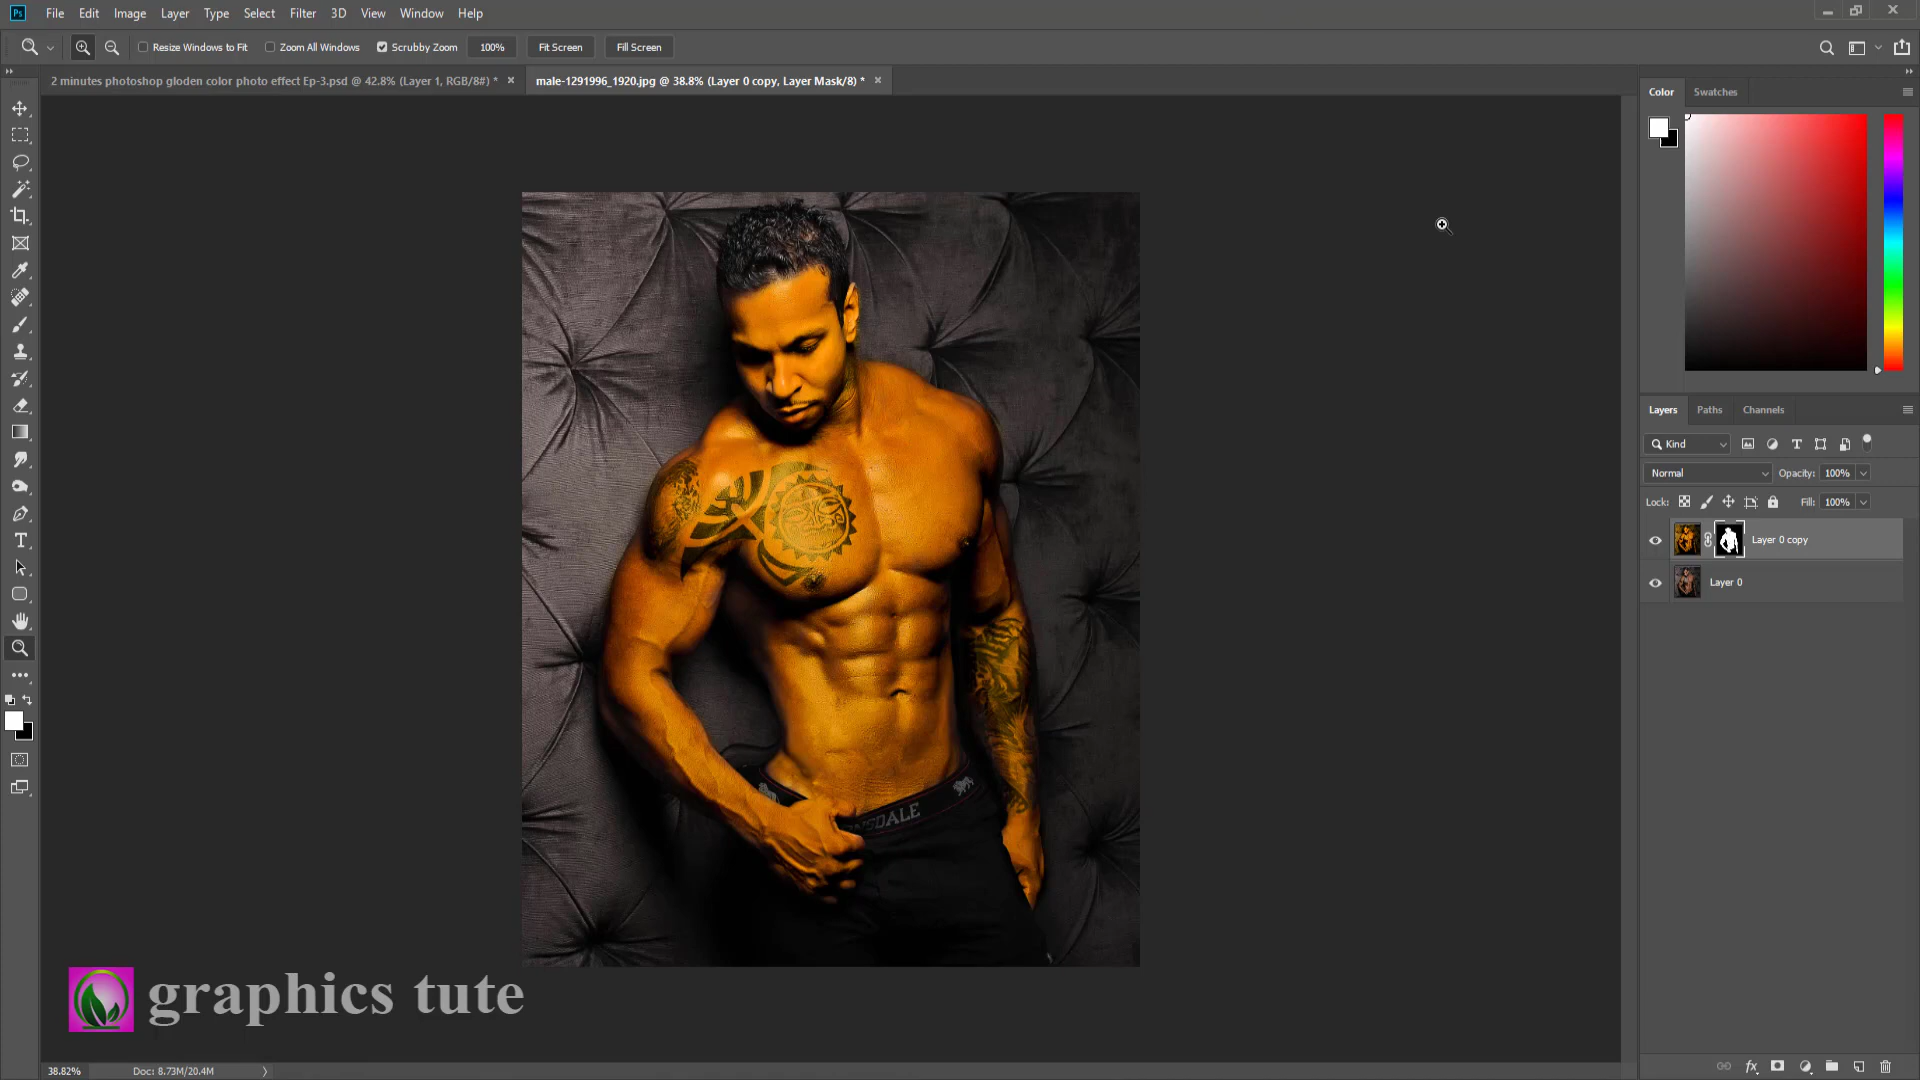 Ps File Edit Image Layer Type Select Filter 3D View Window Help
Resize Windows to Fit Zoom All Windows Scrubby Zoom 100% Fit Screen Fill Screen
2 minutes photoshop gloden color photo effect Ep-3.psd @ 42.8% (Layer 1, RGB/8#) * male-1291996_1920.jpg @ 38.8% (Layer 0 copy, Layer Mask/8) *
Color Swatches
Layers Paths Channels
Kind
Normal Opacity: 100%
Lock: Fill: 100%
Layer 0 copy
Layer 0
NSDALE
graphics tute
38.82% Doc: 8.73M/20.4M